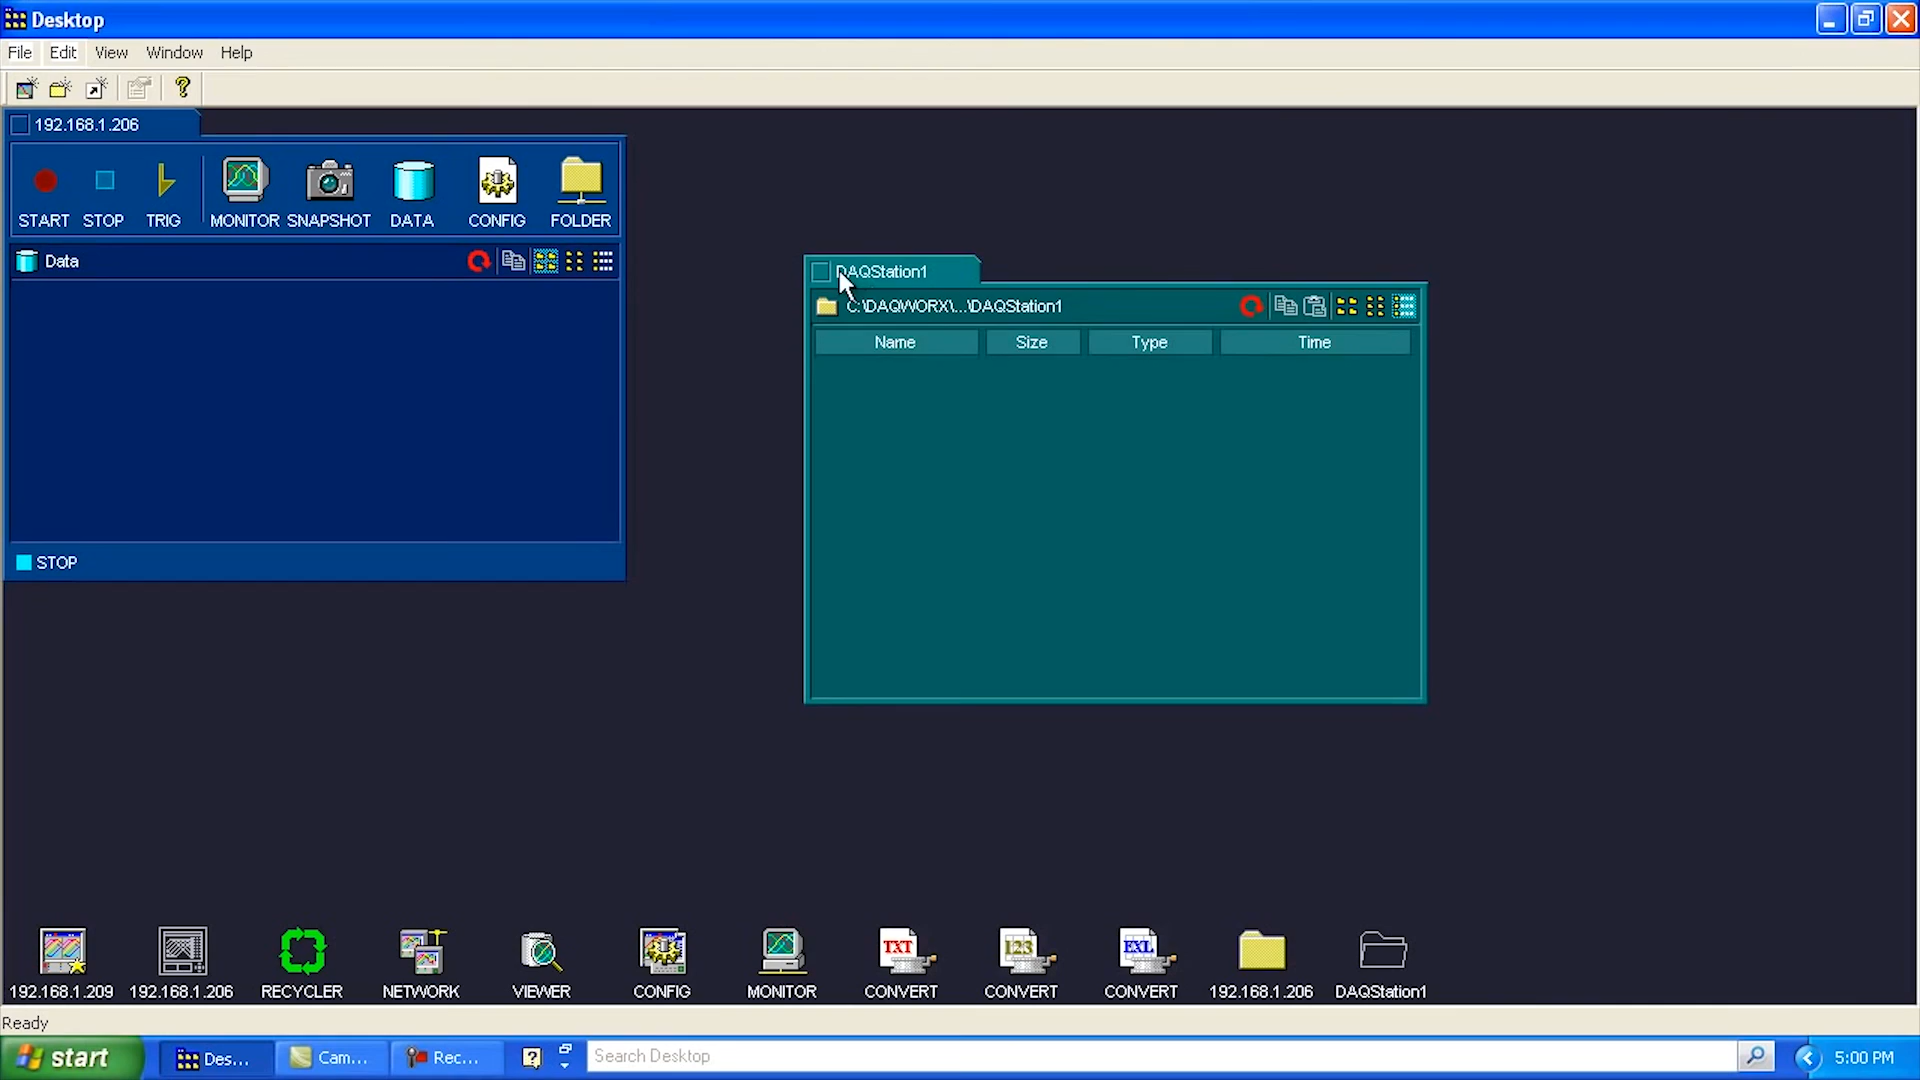 Desktop
File Edit View Window Help
192.168.1.206
START STOP TRIG MONITOR SNAPSHOT DATA CONFIG FOLDER
Data
STOP
DAQStation1
C:\DAQWORX\...\DAQStation1
Name Size Type Time
192.168.1.209 192.168.1.206 RECYCLER NETWORK VIEWER CONFIG MONITOR TXT CONVERT 123 CONVERT EXL CONVERT 192.168.1.206 DAQStation1
Ready
start Des... Cam... Rec... Search Desktop 5:00 PM